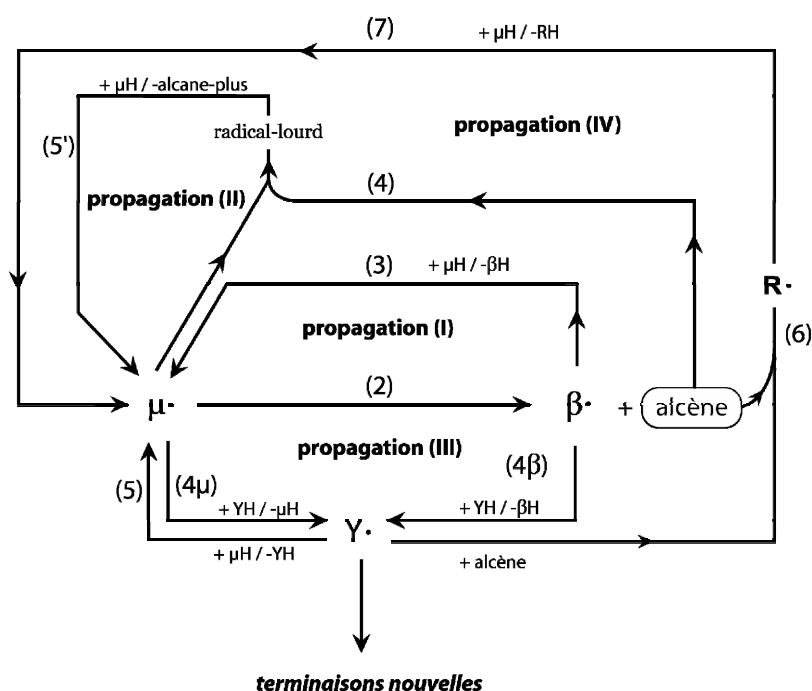 (7)
+ μH / -RH
+ μH / -alcane-plus
(5')
radical-lourd
propagation (IV)
propagation (II)
(4)
(3)
+ μH / -βH
R·
propagation (I)
(6)
(2)
μ·
β· + alcène
propagation (III)
(5)
(4μ)
(4β)
+ YH / -μH
Y·
+ YH / -βH
+ μH / -YH
+ alcène
terminaisons nouvelles